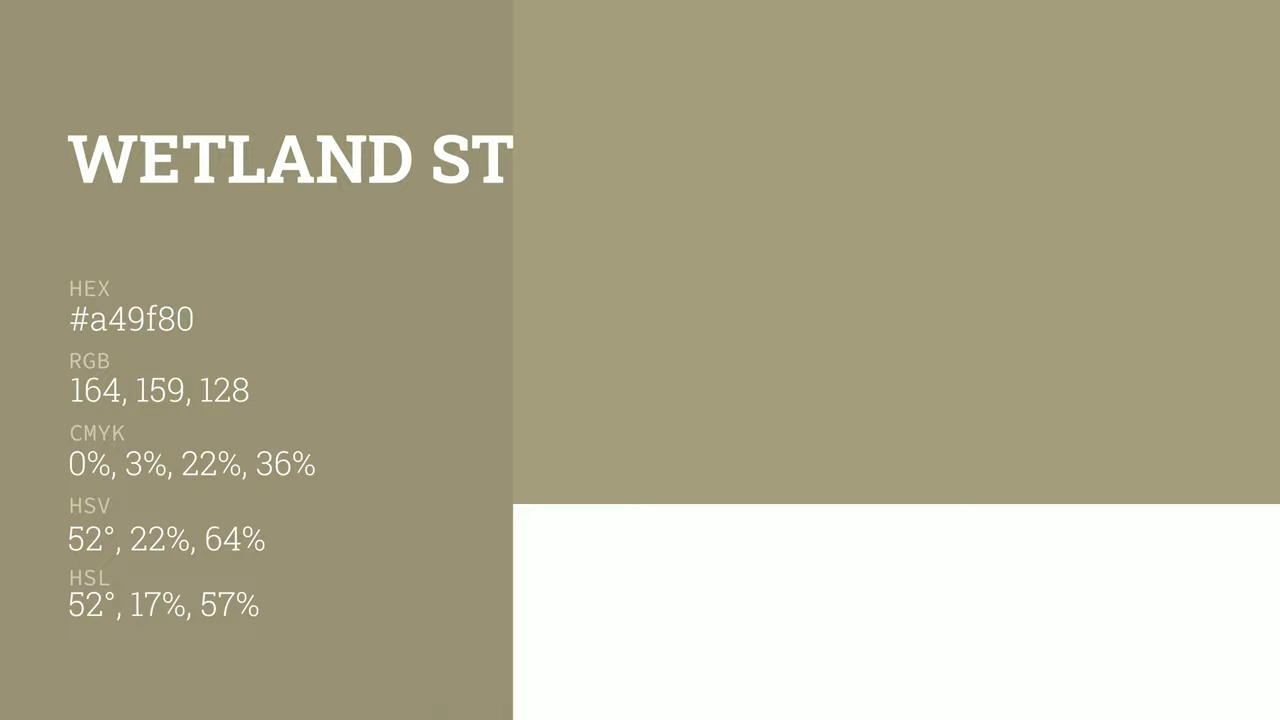 WETLAND ST
HEX
#a49f80
RGB
164, 159, 128
CMYK
0%, 3%, 22%, 36%
HSV
52°, 22%, 64%
HSL
52°, 17%, 57%